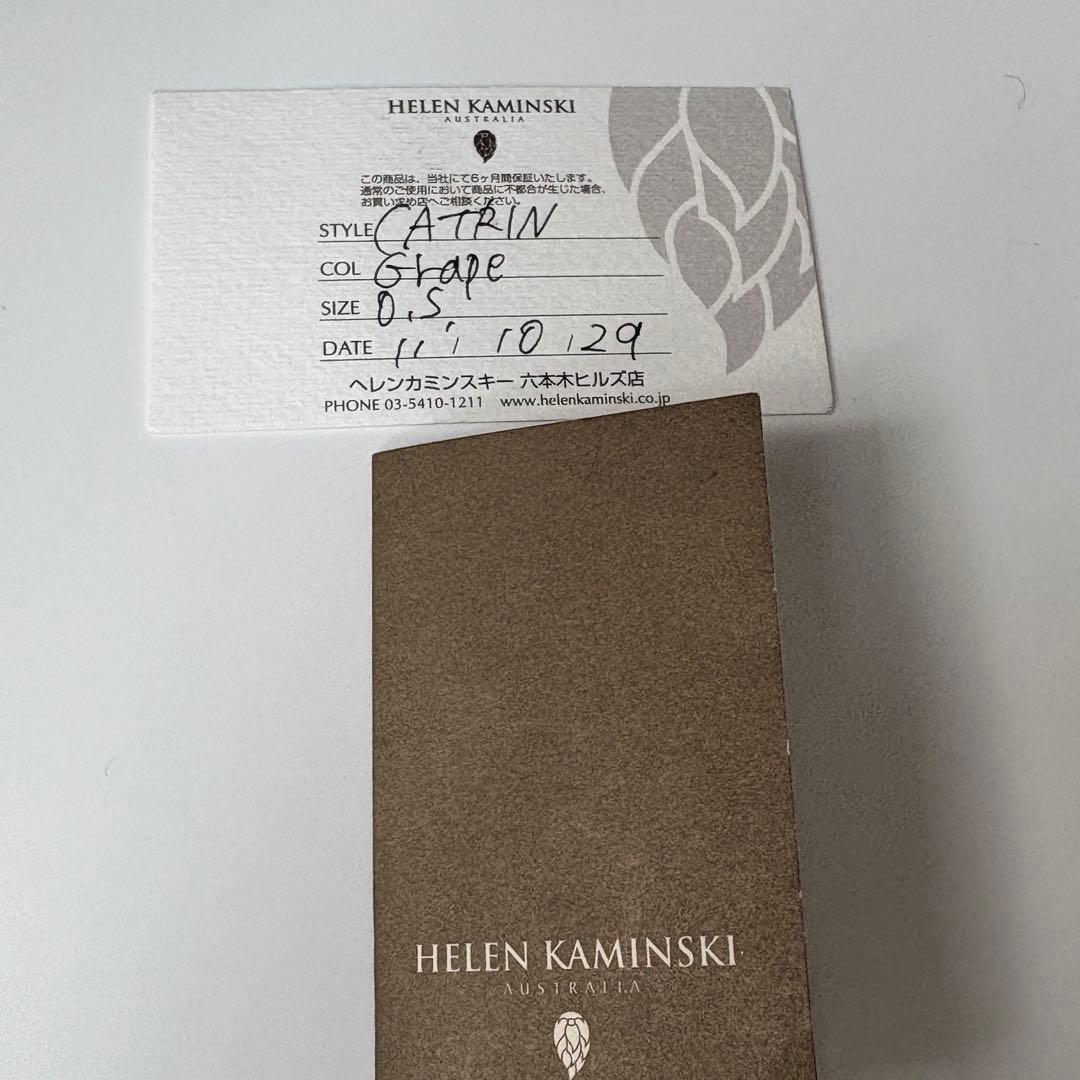 HELEN KAMINSKI
AUSTRALIA
この商品は、当社にて6ヶ月間保証いたします。
通常のご使用において商品に不都合が生じた場合、
お買い求め店へご相談ください。
STYLE CATRIN
COL Grape
SIZE 0.5
DATE 11' 10, 29
ヘレンカミンスキー 六本木ヒルズ店
PHONE 03-5410-1211 www.helenkaminski.co.jp
HELEN KAMINSKI
AUSTRALIA